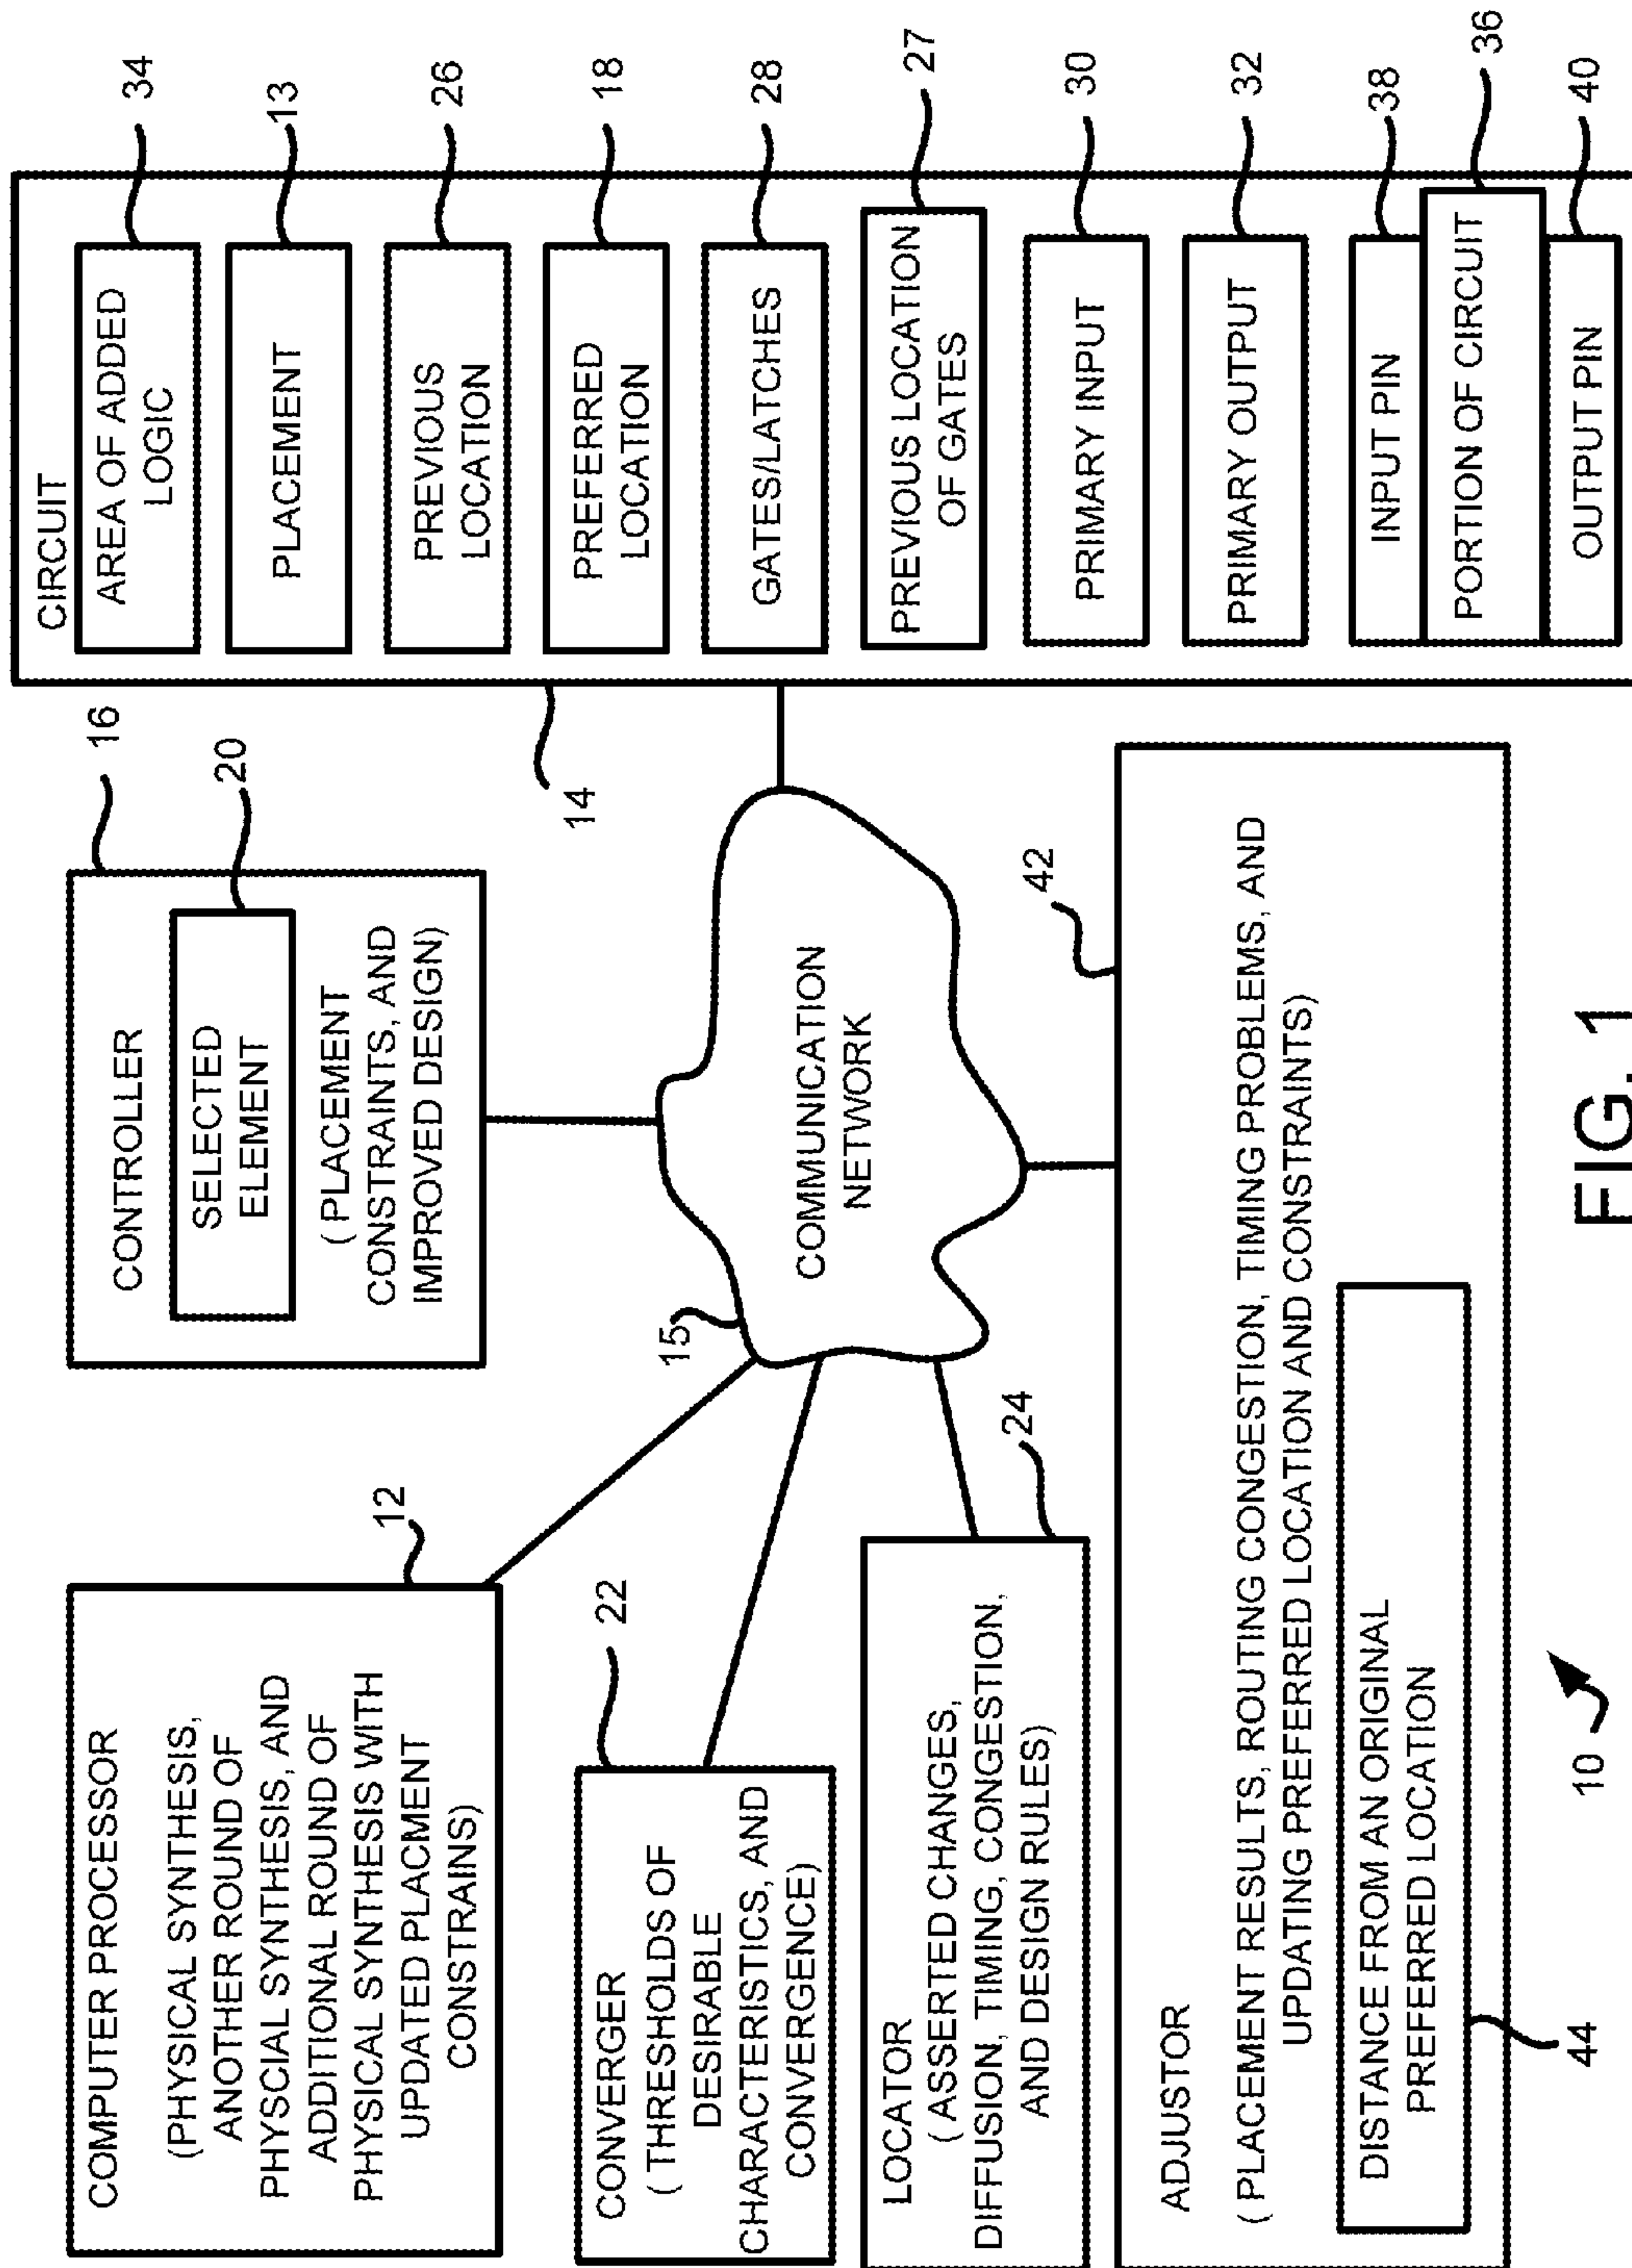 COMPUTER PROCESSOR
(PHYSICAL SYNTHESIS,
ANOTHER ROUND OF
PHYSCIAL SYNTHESIS, AND
ADDITIONAL ROUND OF
PHYSICAL SYNTHESIS WITH
UPDATED PLACMENT
CONSTRAINS)
12
CONTROLLER
SELECTED
ELEMENT
( PLACEMENT
CONSTRAINTS, AND
IMPROVED DESIGN)
16
20
CONVERGER
( THRESHOLDS OF
DESIRABLE
CHARACTERISTICS, AND
CONVERGENCE)
22
LOCATOR
( ASSERTED CHANGES,
DIFFUSION, TIMING, CONGESTION,
AND DESIGN RULES)
24
15
COMMUNICATION
NETWORK
14
CIRCUIT
AREA OF ADDED
LOGIC
34
PLACEMENT
13
PREVIOUS
LOCATION
26
PREFERRED
LOCATION
18
GATES/LATCHES
28
PREVIOUS LOCATION
OF GATES
27
PRIMARY INPUT
30
PRIMARY OUTPUT
32
INPUT PIN
38
PORTION OF CIRCUIT
36
OUTPUT PIN
40
ADJUSTOR
( PLACEMENT RESULTS, ROUTING CONGESTION, TIMING PROBLEMS, AND
UPDATING PREFERRED LOCATION AND CONSTRAINTS)
42
DISTANCE FROM AN ORIGINAL
PREFERRED LOCATION
44
10
FIG. 1